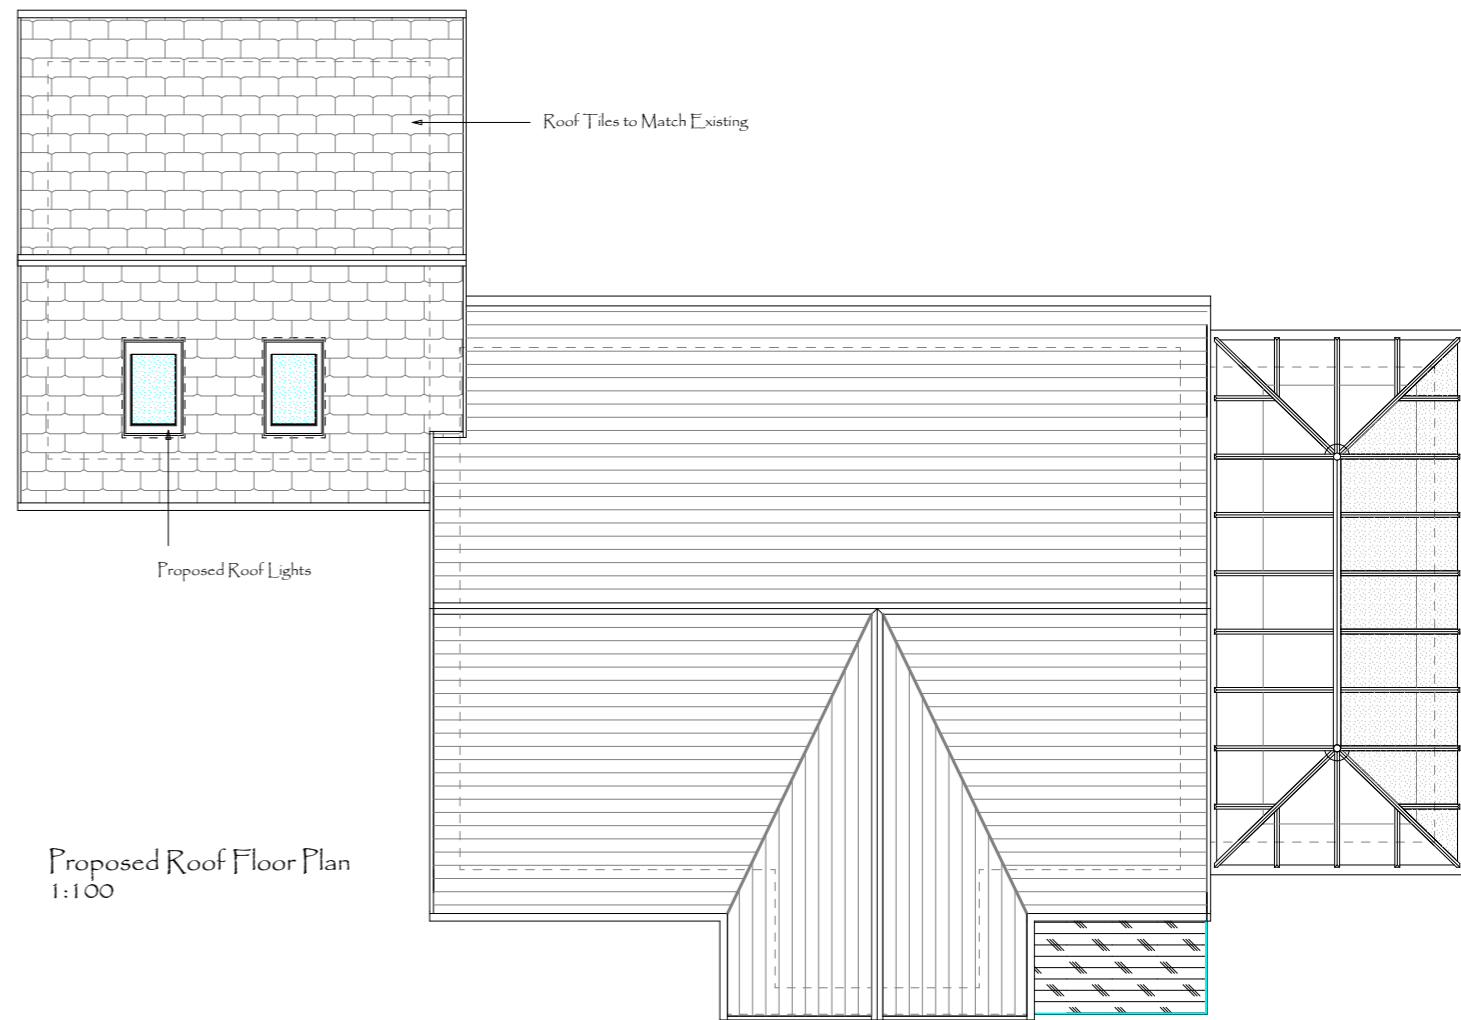 Roof Tiles to Match Existing
Proposed Roof Lights
Proposed Roof Floor Plan
1:100